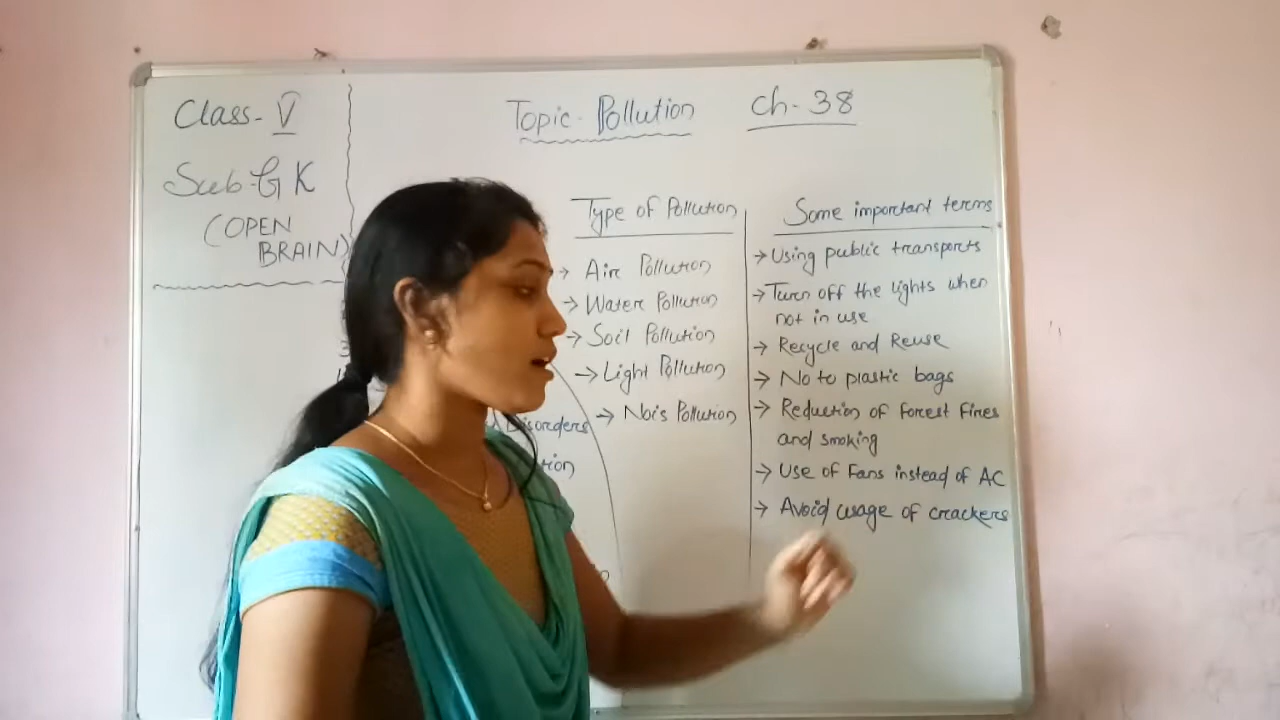 Class- V
Sub-G K
(OPEN
BRAIN)
Topic- Pollution
Ch- 38
Disorders
tion
Type of Pollution
→ Air Pollution
→ Water Pollution
→ Soil Pollution
→ Light Pollution
→ Nois Pollution
Some important terms
→ Using public transports
→ Turn off the lights when
not in use
→ Recycle and Reuse
→ No to plastic bags
→ Reduction of forest fires
and smoking
→ Use of Fans instead of AC
→ Avoid usage of crackers